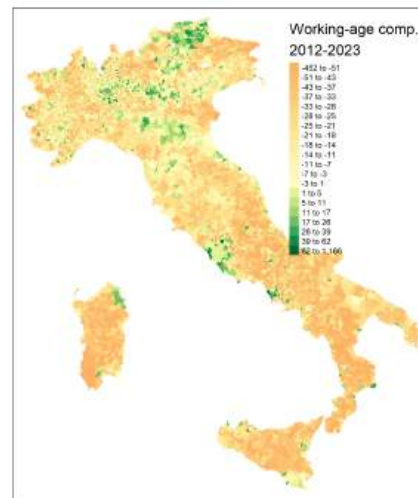 Working-age comp.
2012-2023
-452 to -51
-51 to -43
-43 to -37
-37 to -33
-33 to -28
-28 to -25
-25 to -21
-21 to -18
-18 to -14
-14 to -11
-11 to -7
-7 to -3
-3 to 1
1 to 5
5 to 11
11 to 17
17 to 26
26 to 39
39 to 62
62 to 1,166